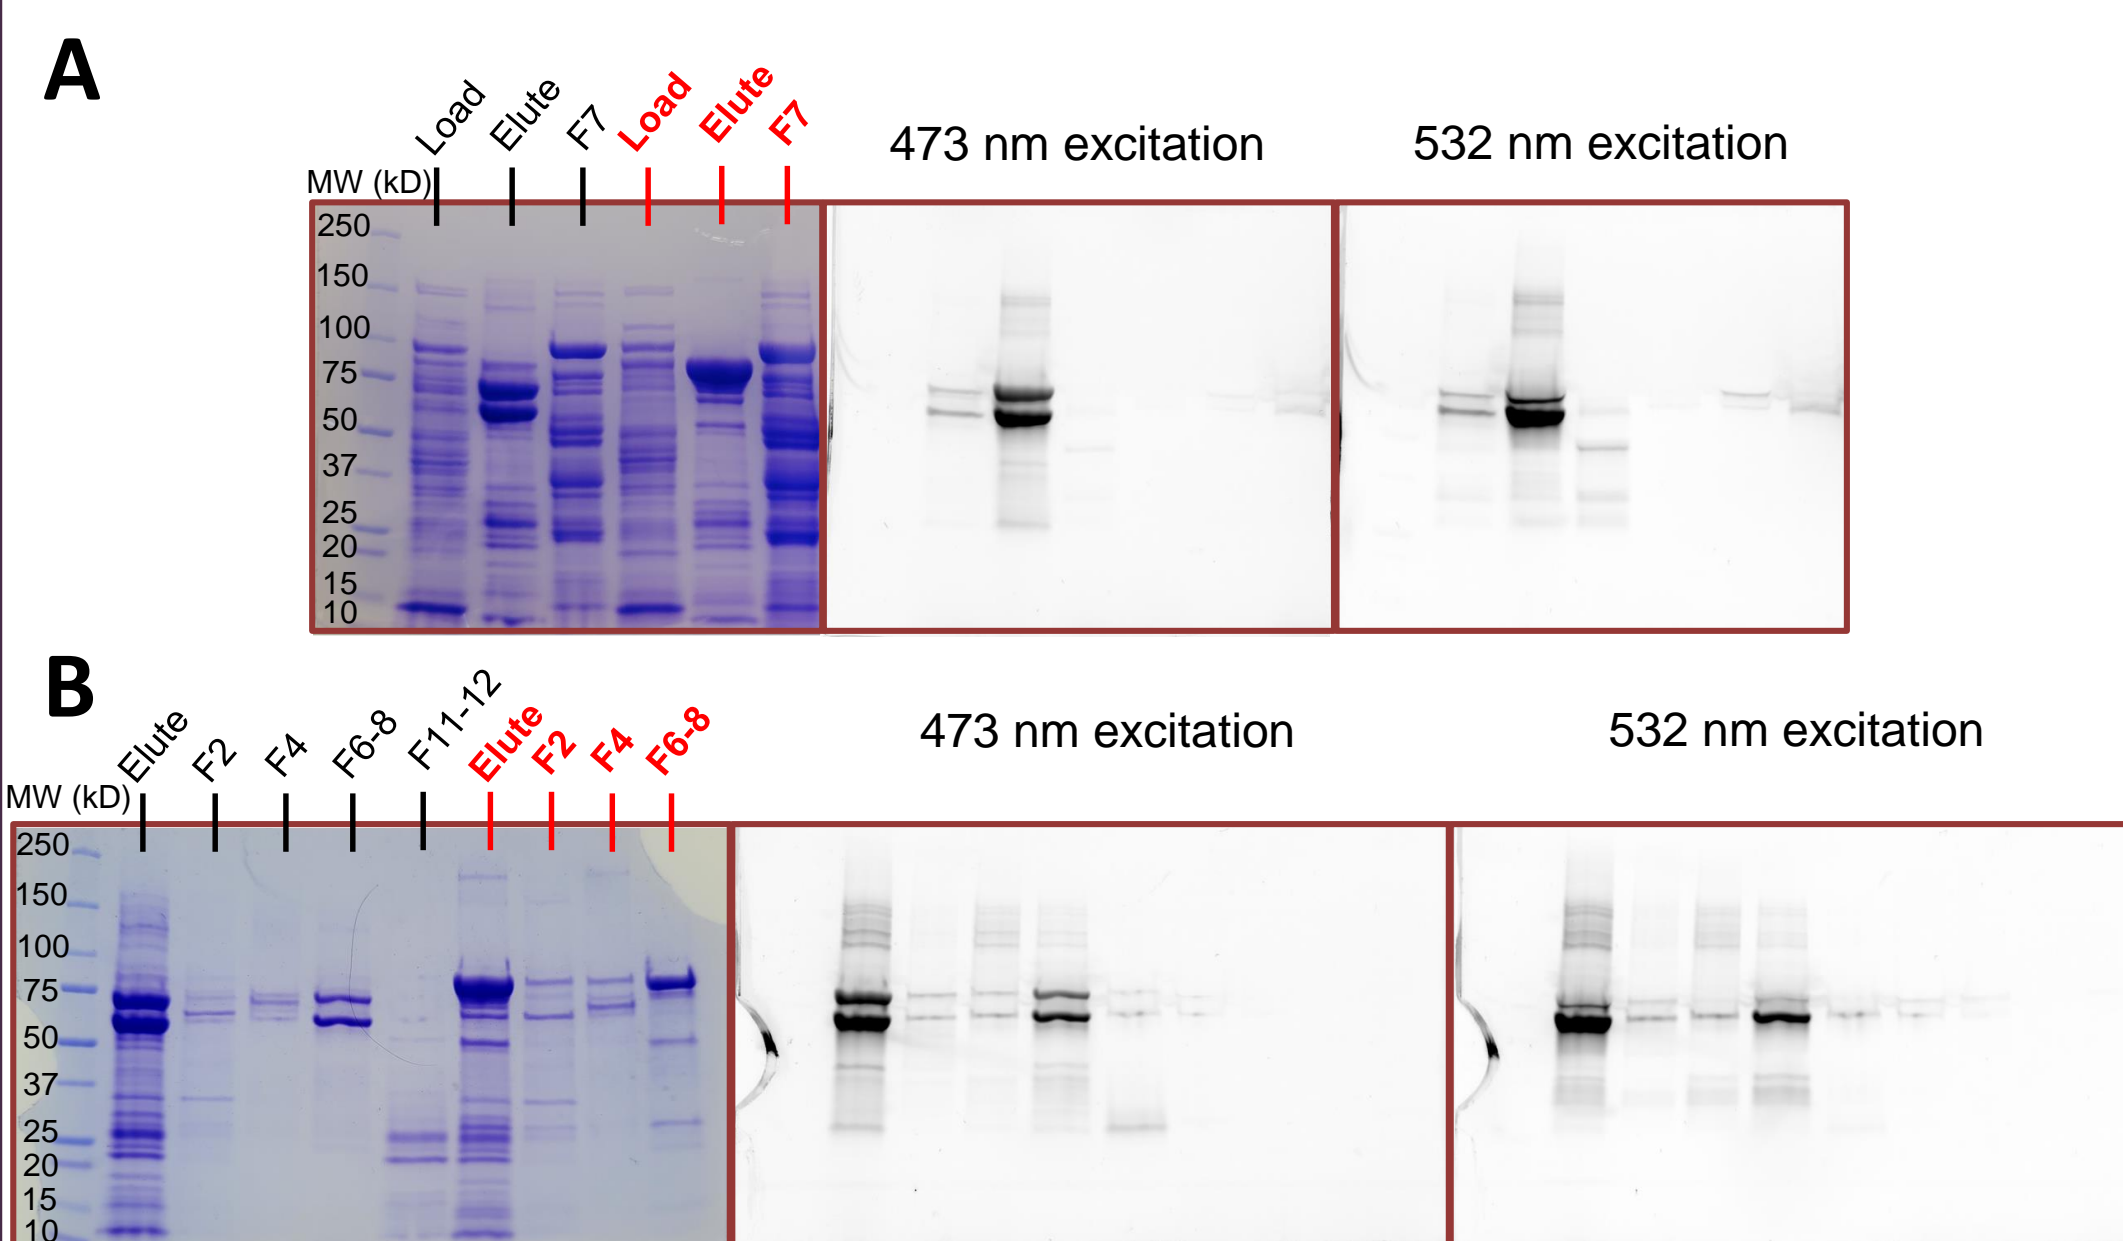 A
Load Elute F7 Load Elute F7
473 nm excitation 532 nm excitation
MW (kD)
250
150
100
75
50
37
25
20
15
10
B
Elute F2 F4 F6-8 F11-12 Elute F2 F4 F6-8
473 nm excitation 532 nm excitation
MW (kD)
250
150
100
75
50
37
25
20
15
10